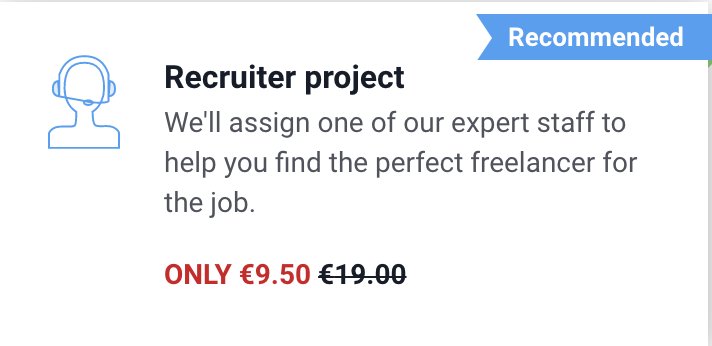 Recommended
Recruiter project
We'll assign one of our expert staff to
help you find the perfect freelancer for
the job.
ONLY €9.50 €19.00